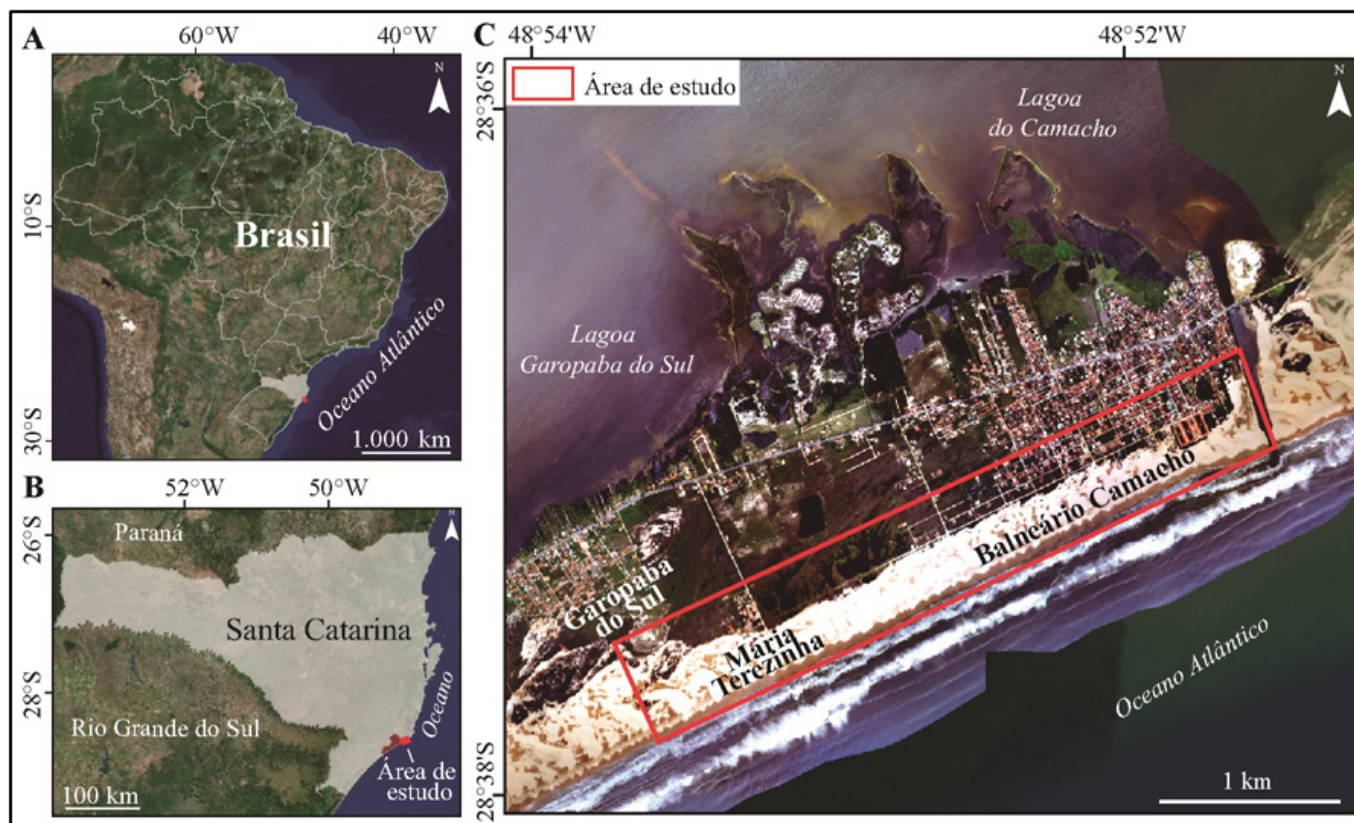 A
60°W
40°W
10°S
30°S
N
Brasil
Oceano Atlântico
1.000 km
B
52°W
50°W
26°S
28°S
N
Paraná
Santa Catarina
Oceano
Rio Grande do Sul
Área de
estudo
100 km
C
48°54'W
48°52'W
28°36'S
28°38'S
Área de estudo
N
Lagoa
do Camacho
Lagoa
Garopaba do Sul
Garopaba
do Sul
Maria
Terezinha
Balneário Camacho
Oceano Atlântico
1 km